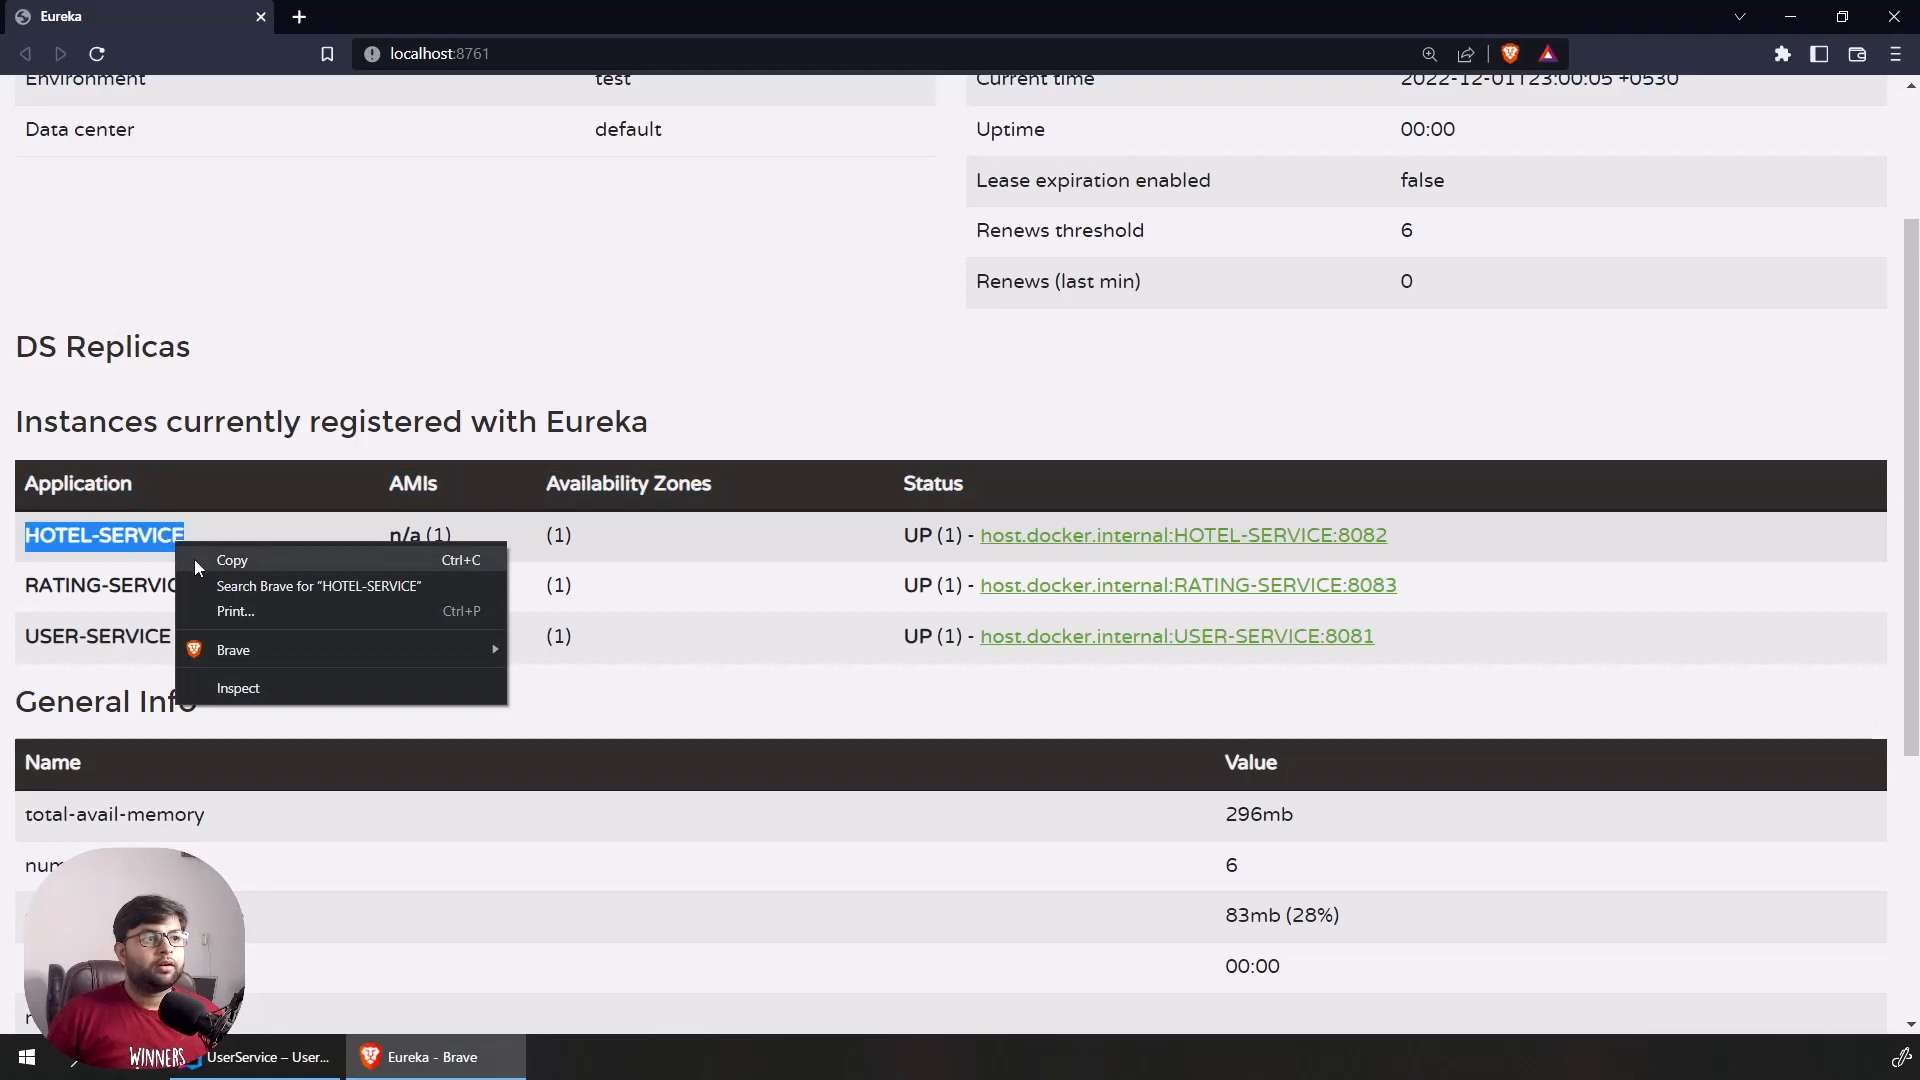 Eureka
localhost:8761
Environment test
Data center default
Current time 2022-12-01T23:00:05 +0530
Uptime 00:00
Lease expiration enabled false
Renews threshold 6
Renews (last min) 0
DS Replicas
Instances currently registered with Eureka
Application AMIs Availability Zones Status
HOTEL-SERVICE n/a (1) (1) UP (1) - host.docker.internal:HOTEL-SERVICE:8082
(1) UP (1) - host.docker.internal:RATING-SERVICE:8083
USER-SERVICE (1) UP (1) - host.docker.internal:USER-SERVICE:8081
Copy Ctrl+C
Search Brave for “HOTEL-SERVICE”
Print... Ctrl+P
Brave
Inspect
General Info
Name Value
total-avail-memory 296mb
6
83mb (28%)
00:00
WINNERS
UserService – User...
Eureka - Brave